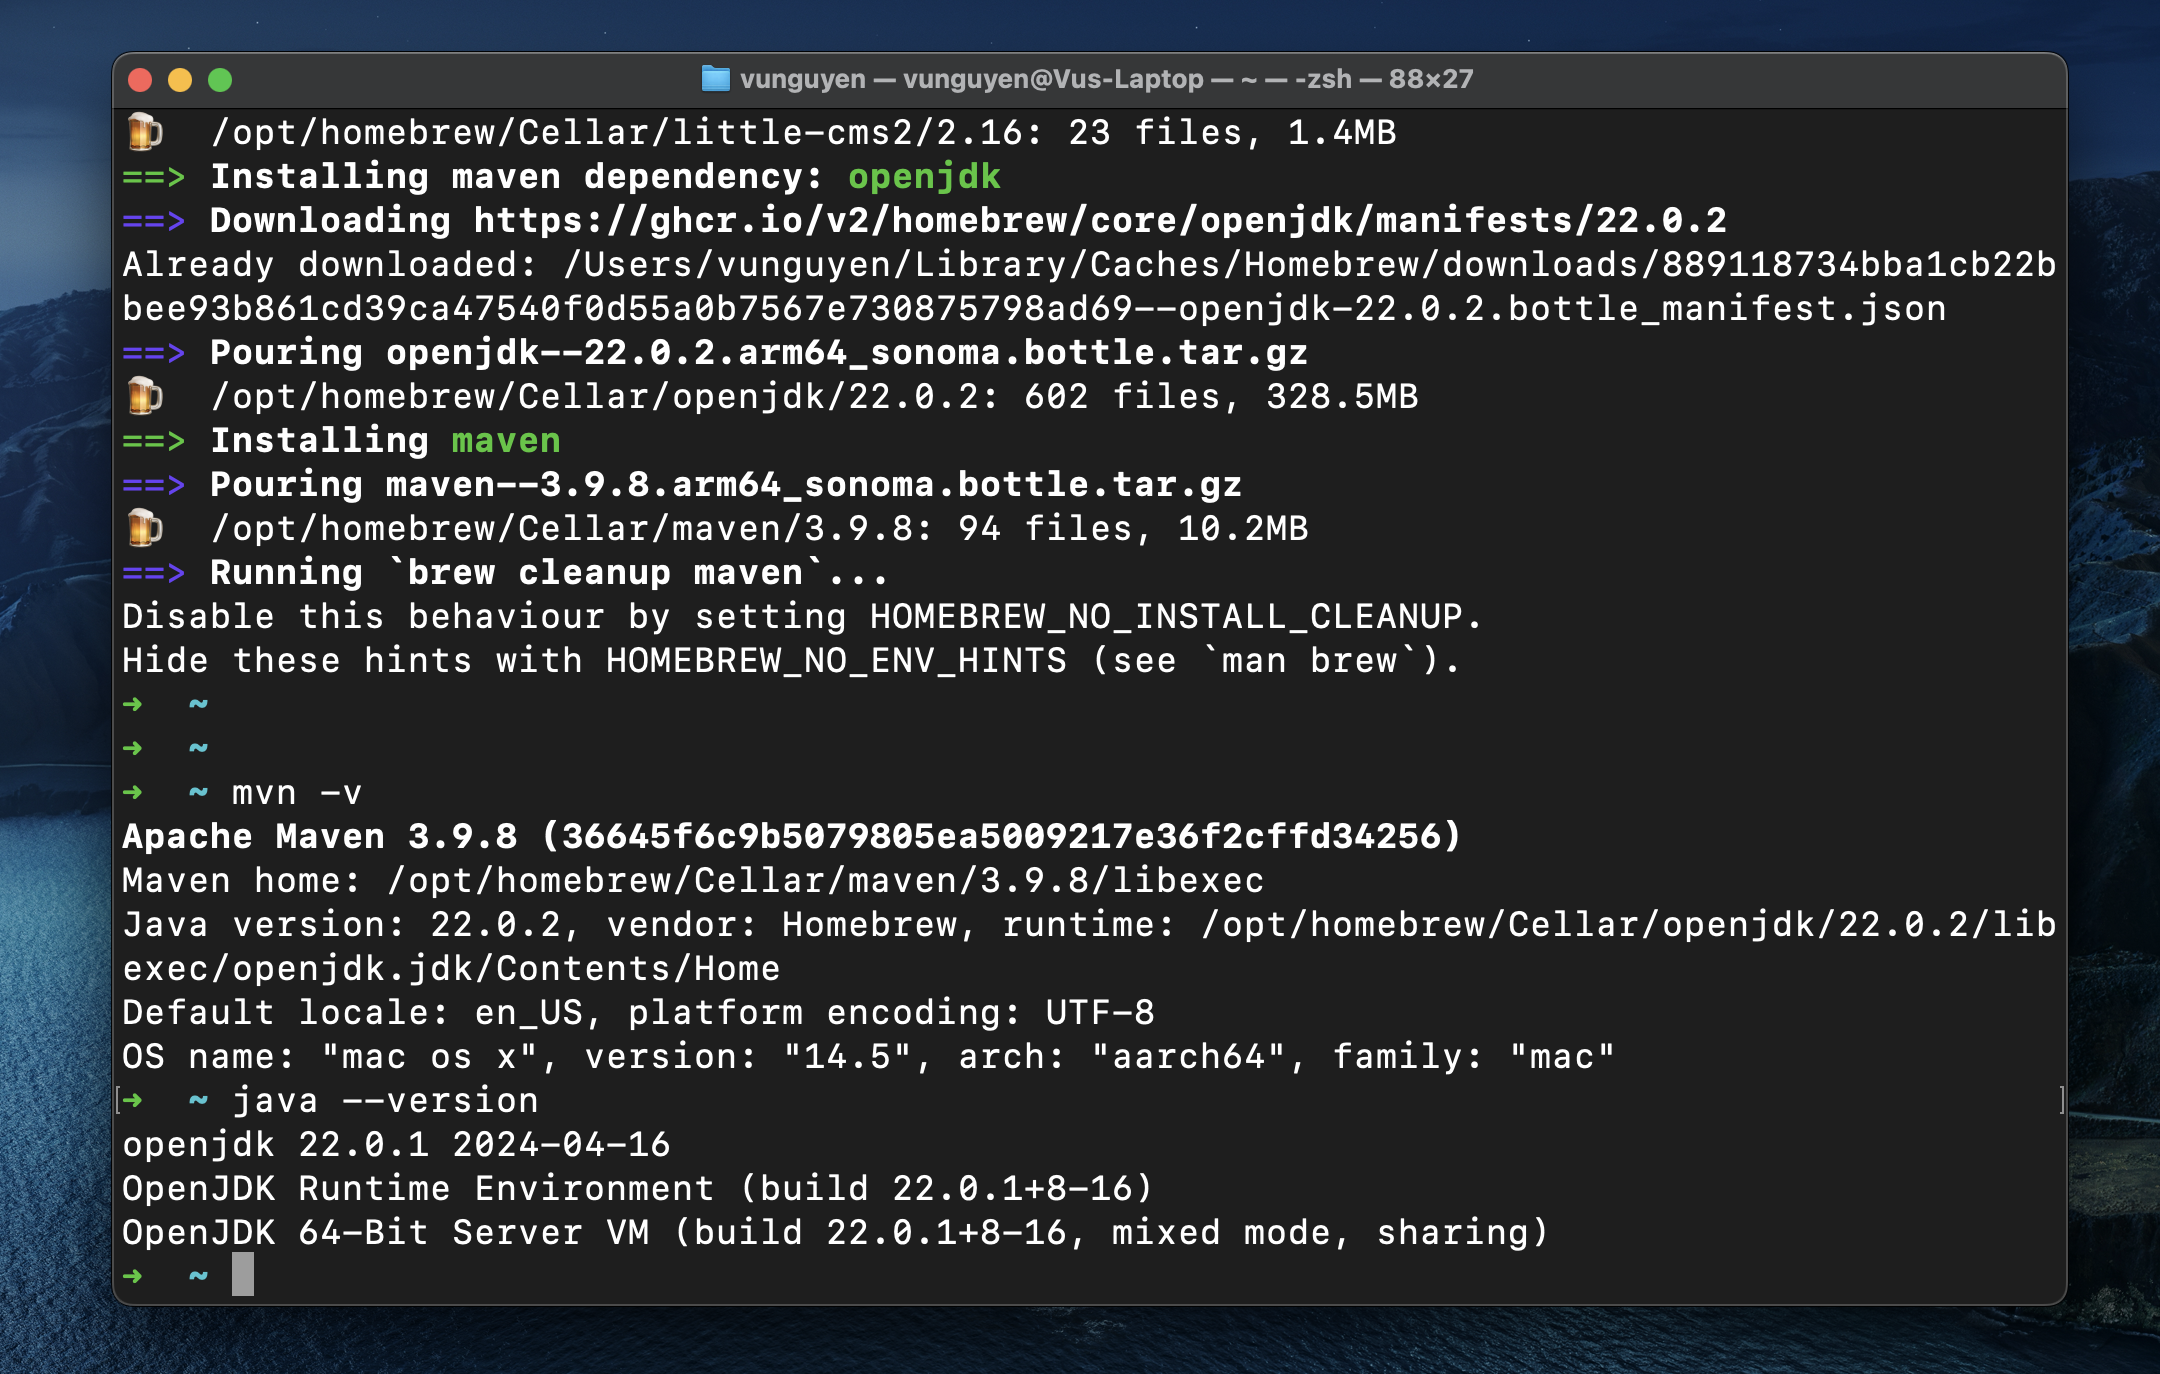 vunguyen — vunguyen@Vus-Laptop — ~ — -zsh — 88×27
🍺  /opt/homebrew/Cellar/little-cms2/2.16: 23 files, 1.4MB
==> Installing maven dependency: openjdk
==> Downloading https://ghcr.io/v2/homebrew/core/openjdk/manifests/22.0.2
Already downloaded: /Users/vunguyen/Library/Caches/Homebrew/downloads/889118734bba1cb22b
bee93b861cd39ca47540f0d55a0b7567e730875798ad69--openjdk-22.0.2.bottle_manifest.json
==> Pouring openjdk--22.0.2.arm64_sonoma.bottle.tar.gz
🍺  /opt/homebrew/Cellar/openjdk/22.0.2: 602 files, 328.5MB
==> Installing maven
==> Pouring maven--3.9.8.arm64_sonoma.bottle.tar.gz
🍺  /opt/homebrew/Cellar/maven/3.9.8: 94 files, 10.2MB
==> Running `brew cleanup maven`...
Disable this behaviour by setting HOMEBREW_NO_INSTALL_CLEANUP.
Hide these hints with HOMEBREW_NO_ENV_HINTS (see `man brew`).
➜  ~
➜  ~
➜  ~ mvn -v
Apache Maven 3.9.8 (36645f6c9b5079805ea5009217e36f2cffd34256)
Maven home: /opt/homebrew/Cellar/maven/3.9.8/libexec
Java version: 22.0.2, vendor: Homebrew, runtime: /opt/homebrew/Cellar/openjdk/22.0.2/lib
exec/openjdk.jdk/Contents/Home
Default locale: en_US, platform encoding: UTF-8
OS name: "mac os x", version: "14.5", arch: "aarch64", family: "mac"
[➜  ~ java --version ]
openjdk 22.0.1 2024-04-16
OpenJDK Runtime Environment (build 22.0.1+8-16)
OpenJDK 64-Bit Server VM (build 22.0.1+8-16, mixed mode, sharing)
➜  ~